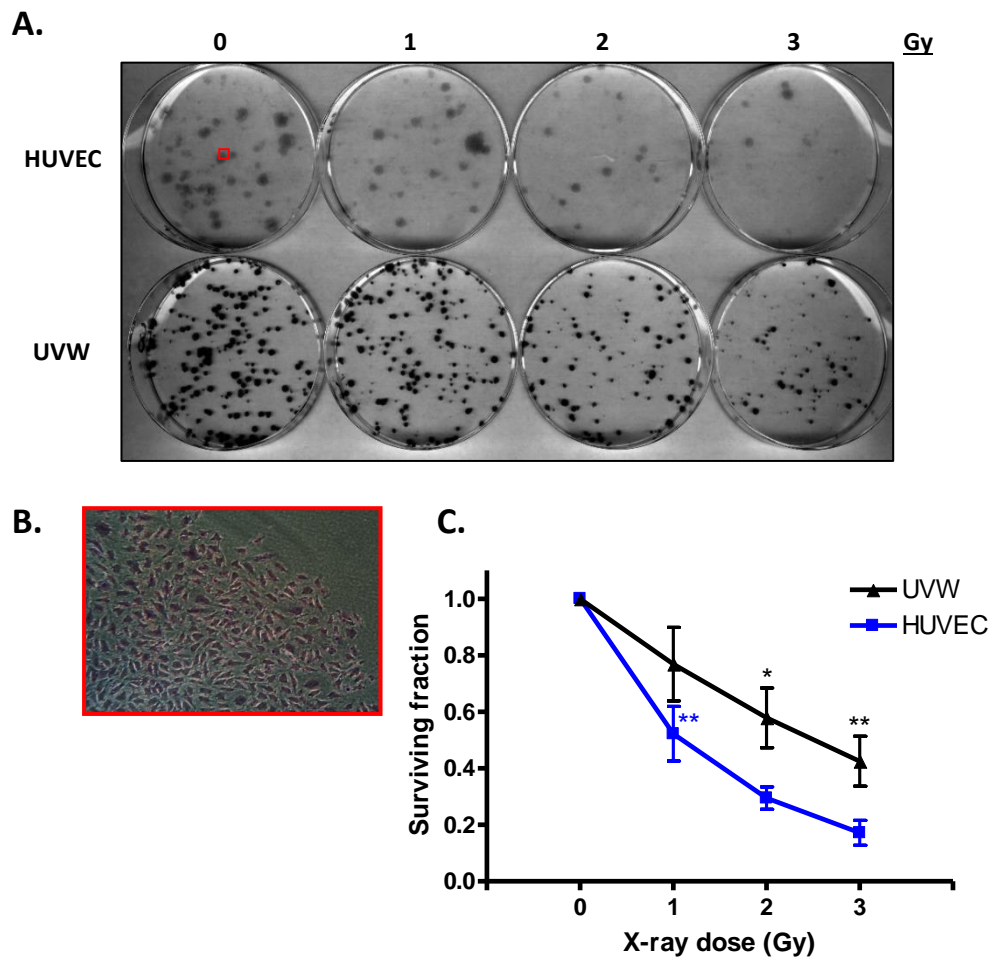 A.
0 1 2 3 Gy
HUVEC
UVW
B.
C.
UVW
HUVEC
1.0
0.8
0.6
0.4
0.2
0.0
*
**
**
Surviving fraction
0 1 2 3
X-ray dose (Gy)